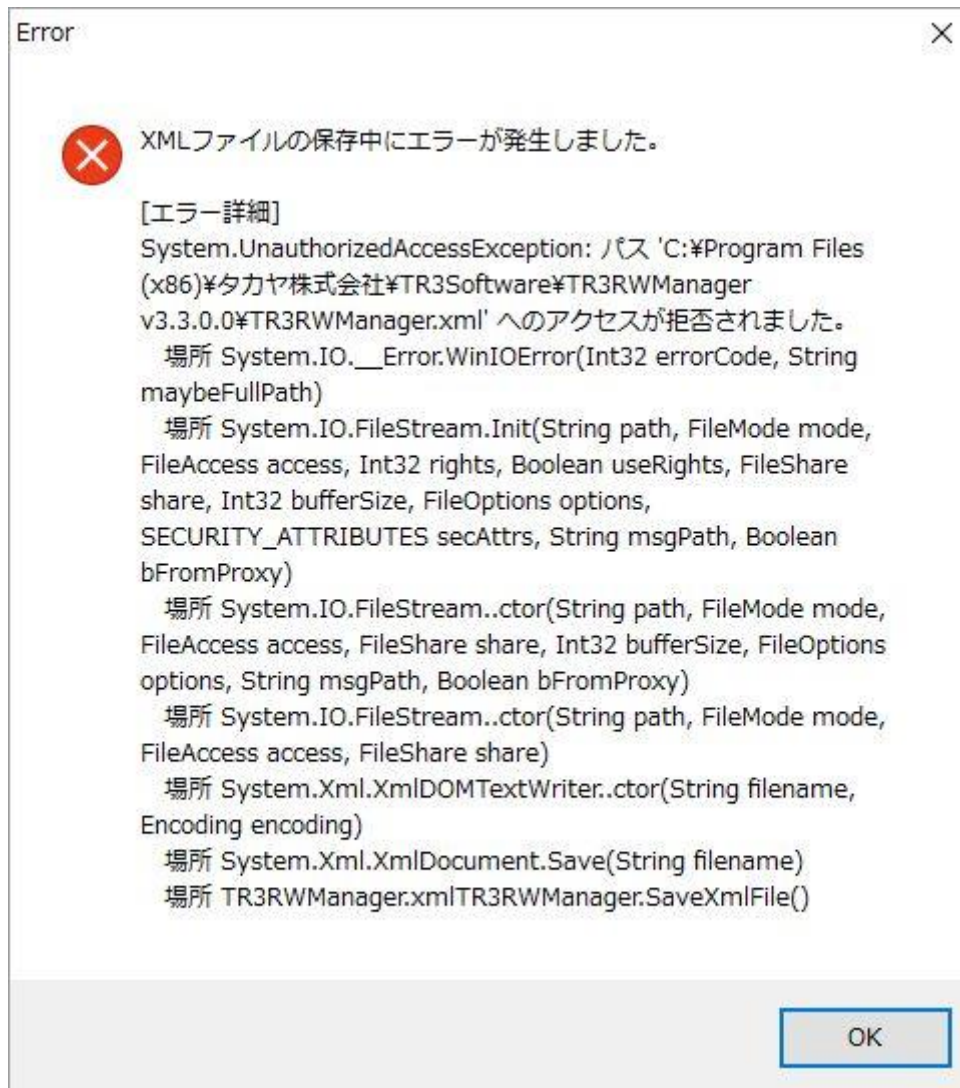 Error
XMLファイルの保存中にエラーが発生しました。
[エラー詳細]
System.UnauthorizedAccessException: パス 'C:¥Program Files
(x86)¥タカヤ株式会社¥TR3Software¥TR3RWManager
v3.3.0.0¥TR3RWManager.xml' へのアクセスが拒否されました。
場所 System.IO.__Error.WinIOError(Int32 errorCode, String
maybeFullPath)
場所 System.IO.FileStream.Init(String path, FileMode mode,
FileAccess access, Int32 rights, Boolean useRights, FileShare
share, Int32 bufferSize, FileOptions options,
SECURITY_ATTRIBUTES secAttrs, String msgPath, Boolean
bFromProxy)
場所 System.IO.FileStream..ctor(String path, FileMode mode,
FileAccess access, FileShare share, Int32 bufferSize, FileOptions
options, String msgPath, Boolean bFromProxy)
場所 System.IO.FileStream..ctor(String path, FileMode mode,
FileAccess access, FileShare share)
場所 System.Xml.XmlDOMTextWriter..ctor(String filename,
Encoding encoding)
場所 System.Xml.XmlDocument.Save(String filename)
場所 TR3RWManager.xmlTR3RWManager.SaveXmlFile()
OK